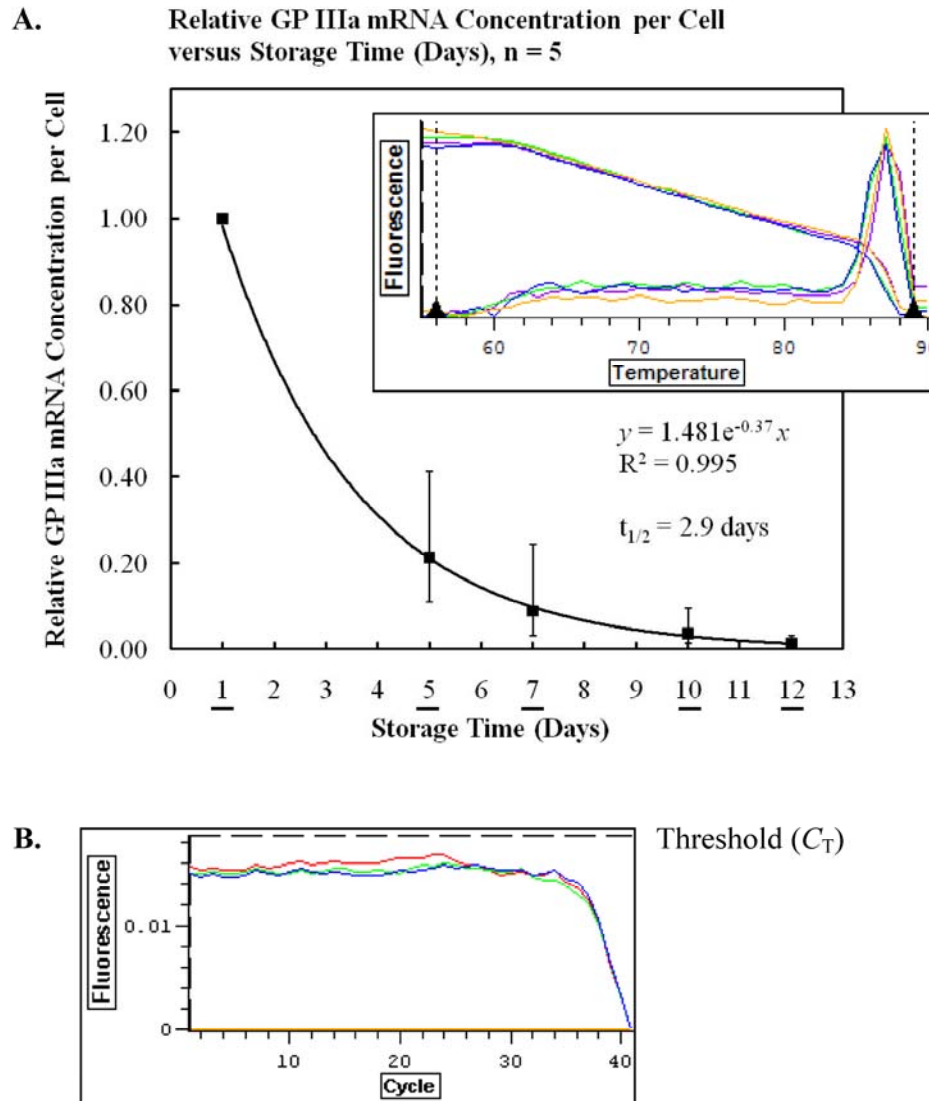 A.
Relative GP IIIa mRNA Concentration per Cell
versus Storage Time (Days), n = 5
Relative GP IIIa mRNA Concentration per Cell
1.20
1.00
0.80
0.60
0.40
0.20
0.00
0 1 2 3 4 5 6 7 8 9 10 11 12 13
Storage Time (Days)
Fluorescence
60 70 80 90
Temperature
y = 1.481e^-0.37 x
R² = 0.995
t1/2 = 2.9 days
B.
Fluorescence
0.01
0
10 20 30 40
Cycle
Threshold (CT)